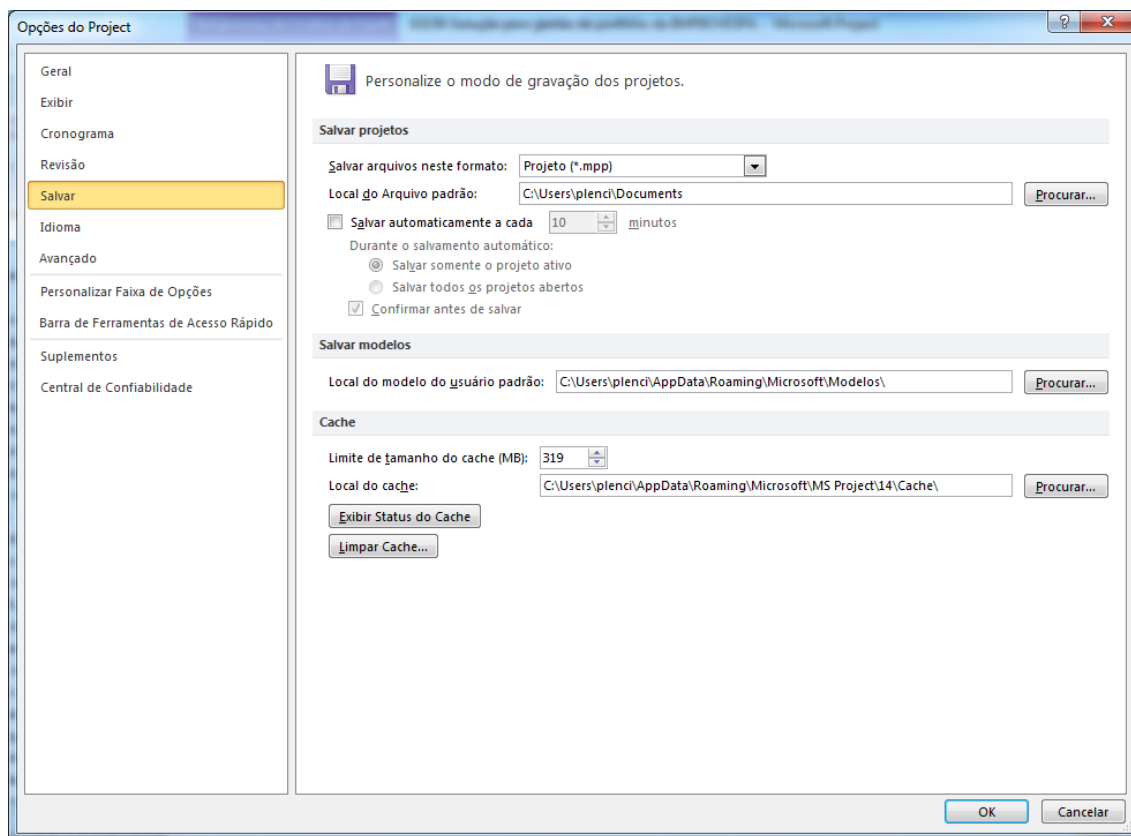 Opções do Project
Geral
Exibir
Cronograma
Revisão
Salvar
Idioma
Avançado
Personalizar Faixa de Opções
Barra de Ferramentas de Acesso Rápido
Suplementos
Central de Confiabilidade
Personalize o modo de gravação dos projetos.
Salvar projetos
Salvar arquivos neste formato: Projeto (*.mpp)
Local do Arquivo padrão: C:\Users\plenci\Documents Procurar...
Salvar automaticamente a cada 10 minutos
Durante o salvamento automático:
Salvar somente o projeto ativo
Salvar todos os projetos abertos
Confirmar antes de salvar
Salvar modelos
Local do modelo do usuário padrão: C:\Users\plenci\AppData\Roaming\Microsoft\Modelos\ Procurar...
Cache
Limite de tamanho do cache (MB): 319
Local do cache: C:\Users\plenci\AppData\Roaming\Microsoft\MS Project\14\Cache\ Procurar...
Exibir Status do Cache
Limpar Cache...
OK Cancelar